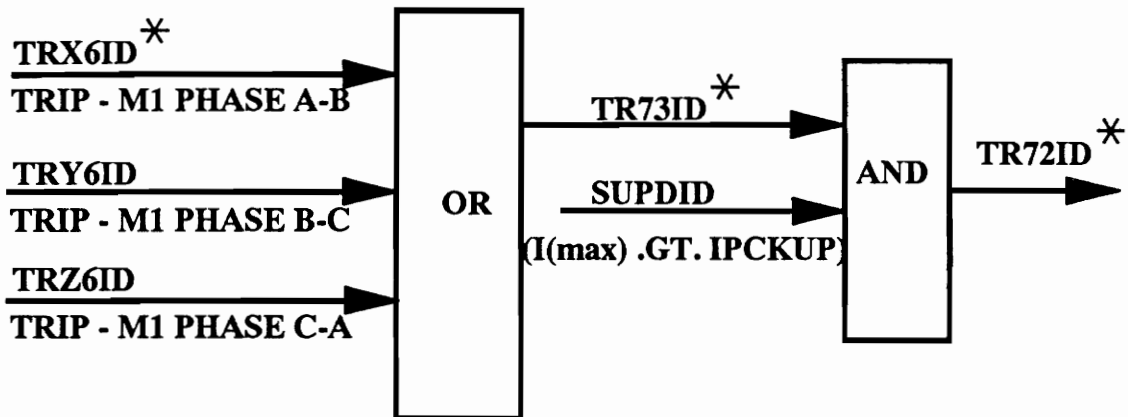 TRX6ID*
TRIP - M1 PHASE A-B
TRY6ID
TRIP - M1 PHASE B-C
TRZ6ID
TRIP - M1 PHASE C-A
OR
TR73ID*
SUPDID
(I(max) .GT. IPCKUP)
AND
TR72ID*